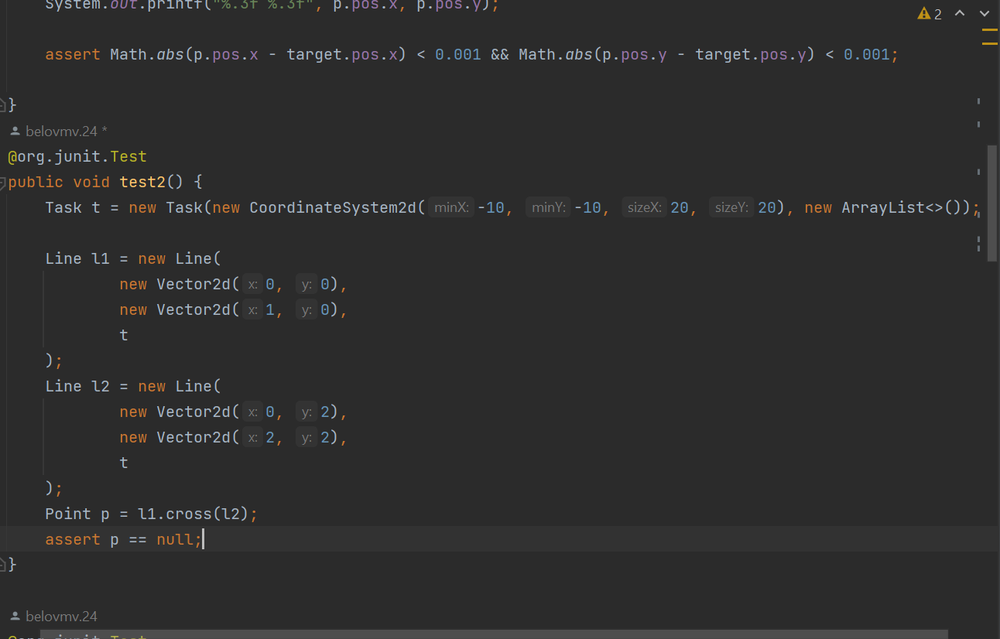 System.out.printf("%.3f %.3f", p.pos.x, p.pos.y);
2
assert Math.abs(p.pos.x - target.pos.x) < 0.001 && Math.abs(p.pos.y - target.pos.y) < 0.001;
}
belovmv.24 *
@org.junit.Test
public void test2() {
Task t = new Task(new CoordinateSystem2d( minX: -10, minY: -10, sizeX: 20, sizeY: 20), new ArrayList<>());
Line l1 = new Line(
new Vector2d( x: 0, y: 0),
new Vector2d( x: 1, y: 0),
t
);
Line l2 = new Line(
new Vector2d( x: 0, y: 2),
new Vector2d( x: 2, y: 2),
t
);
Point p = l1.cross(l2);
assert p == null;
}
belovmv.24
@org.junit.Test